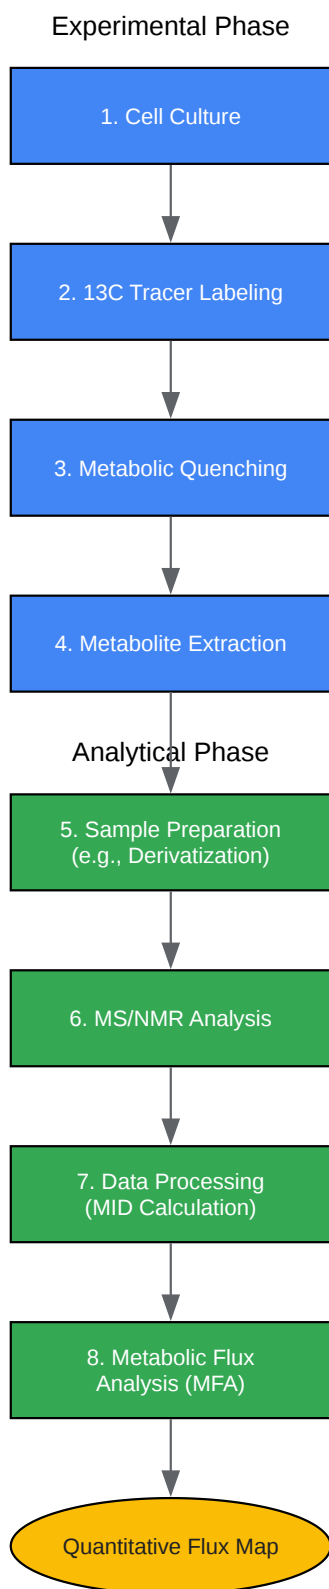 Experimental Phase
1. Cell Culture
2. 13C Tracer Labeling
3. Metabolic Quenching
4. Metabolite Extraction
Analytical Phase
5. Sample Preparation
(e.g., Derivatization)
6. MS/NMR Analysis
7. Data Processing
(MID Calculation)
8. Metabolic Flux
Analysis (MFA)
Quantitative Flux Map